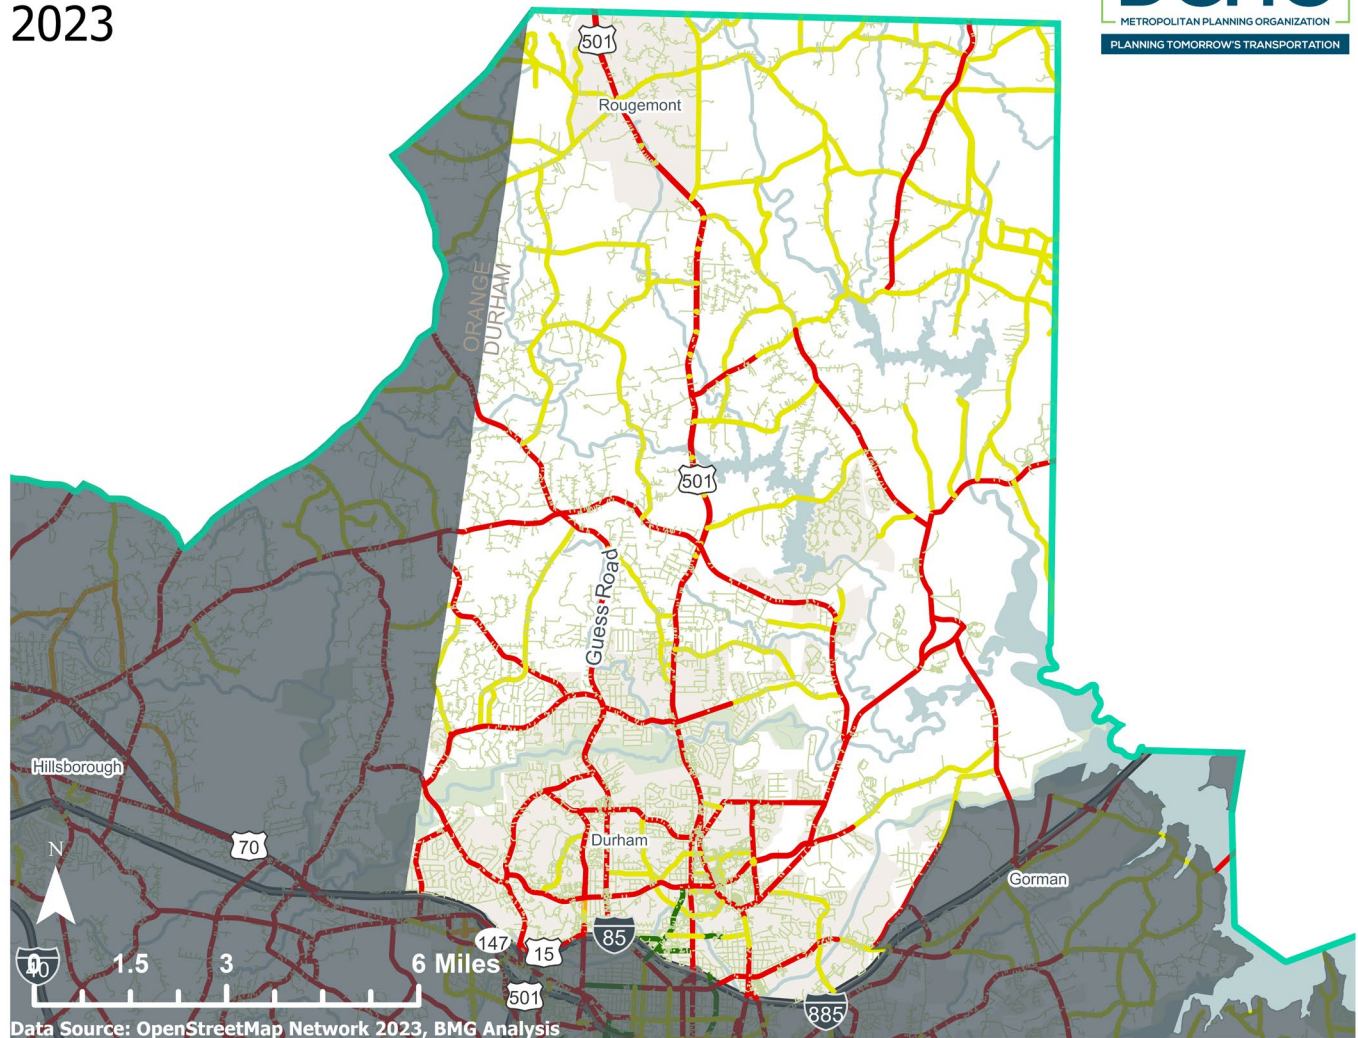 2023
METROPOLITAN PLANNING ORGANIZATION
PLANNING TOMORROW'S TRANSPORTATION
501
Rougemont
ORANGE
DURHAM
501
Guess Road
Hillsborough
70
Durham
Gorman
N
147
15
85
40
0 1.5 3 6 Miles
501
885
Data Source: OpenStreetMap Network 2023, BMG Analysis